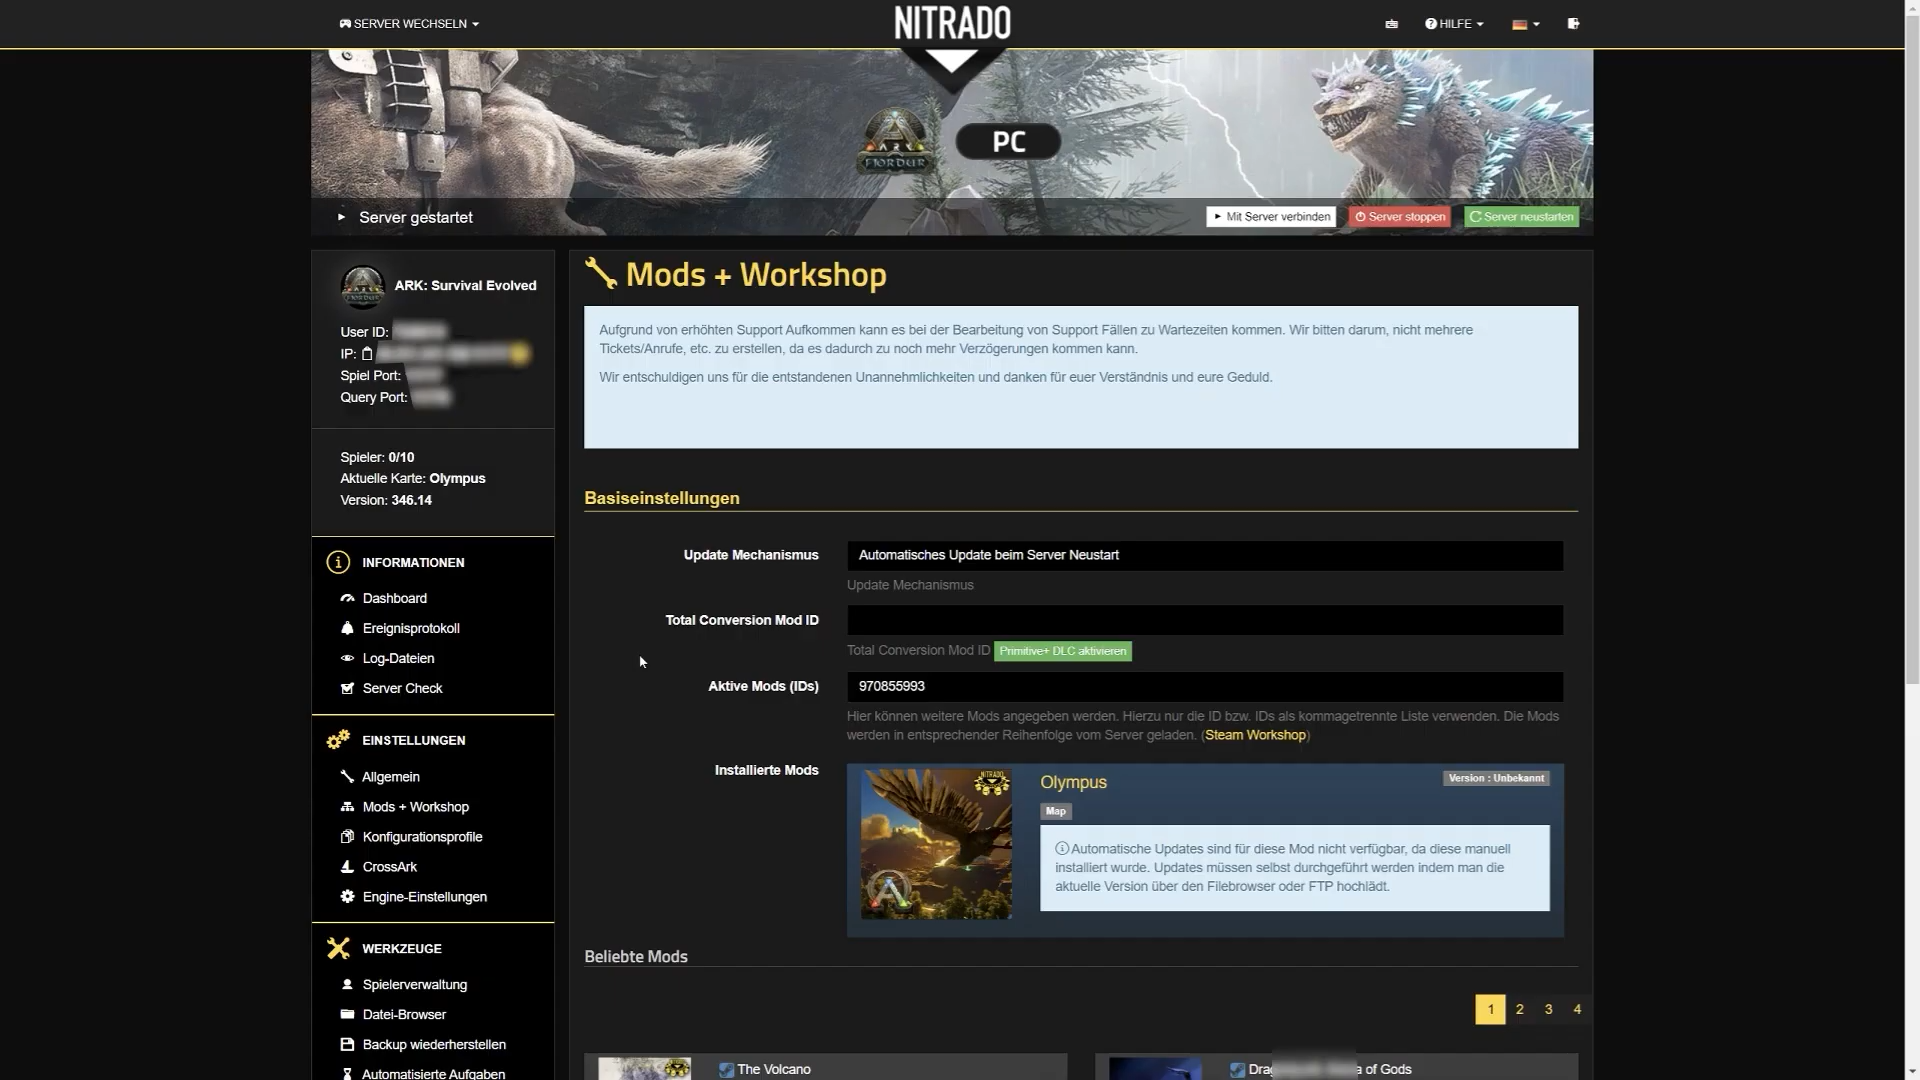 SERVER WECHSELN
NITRADO
HILFE
ARK
FJORDUR
PC
Server gestartet
Mit Server verbinden
Server stoppen
Server neustarten
ARK: Survival Evolved
User ID:
IP:
Spiel Port:
Query Port:
Spieler: 0/10
Aktuelle Karte: Olympus
Version: 346.14
INFORMATIONEN
Dashboard
Ereignisprotokoll
Log-Dateien
Server Check
EINSTELLUNGEN
Allgemein
Mods + Workshop
Konfigurationsprofile
CrossArk
Engine-Einstellungen
WERKZEUGE
Spielerverwaltung
Datei-Browser
Backup wiederherstellen
Automatisierte Aufgaben
Mods + Workshop
Aufgrund von erhöhten Support Aufkommen kann es bei der Bearbeitung von Support Fällen zu Wartezeiten kommen. Wir bitten darum, nicht mehrere
Tickets/Anrufe, etc. zu erstellen, da es dadurch zu noch mehr Verzögerungen kommen kann.
Wir entschuldigen uns für die entstandenen Unannehmlichkeiten und danken für euer Verständnis und eure Geduld.
Basiseinstellungen
Update Mechanismus
Automatisches Update beim Server Neustart
Update Mechanismus
Total Conversion Mod ID
Total Conversion Mod ID Primitive+ DLC aktivieren
Aktive Mods (IDs)
970855993
Hier können weitere Mods angegeben werden. Hierzu nur die ID bzw. IDs als kommagetrennte Liste verwenden. Die Mods
werden in entsprechender Reihenfolge vom Server geladen. (Steam Workshop)
Installierte Mods
NITRADO
Olympus
Version : Unbekannt
Map
Automatische Updates sind für diese Mod nicht verfügbar, da diese manuell
installiert wurde. Updates müssen selbst durchgeführt werden indem man die
aktuelle Version über den Filebrowser oder FTP hochlädt.
Beliebte Mods
1 2 3 4
The Volcano
of Gods